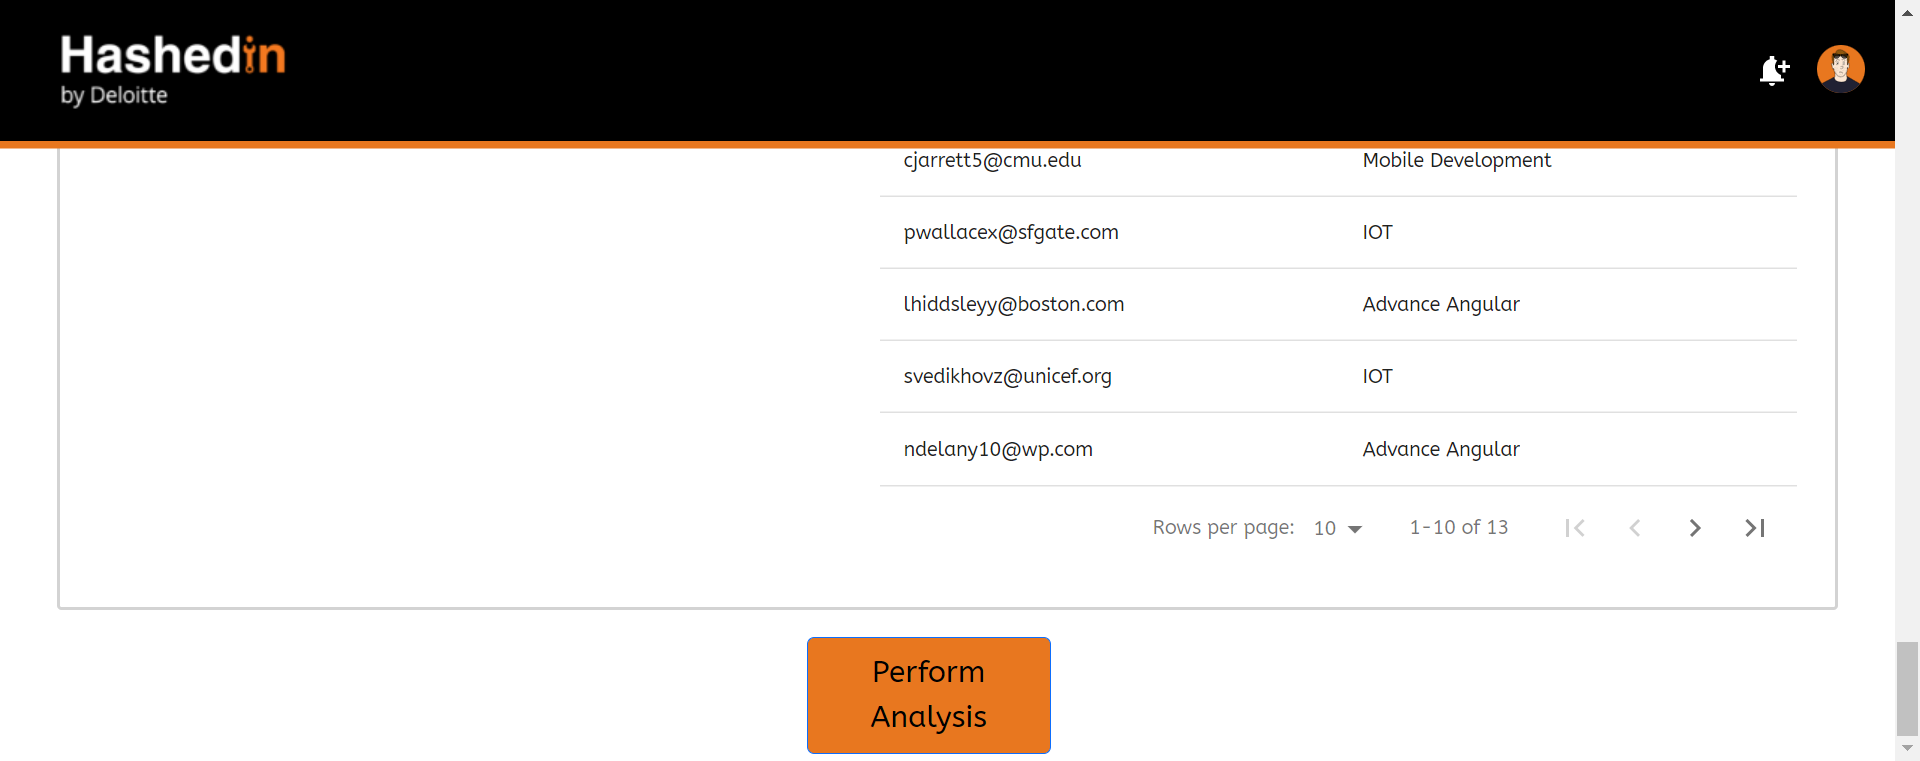 Hashedin
by Deloitte
cjarrett5@cmu.edu Mobile Development
pwallacex@sfgate.com IOT
lhiddsleyy@boston.com Advance Angular
svedikhovz@unicef.org IOT
ndelany10@wp.com Advance Angular
Rows per page: 10 1-10 of 13
Perform
Analysis